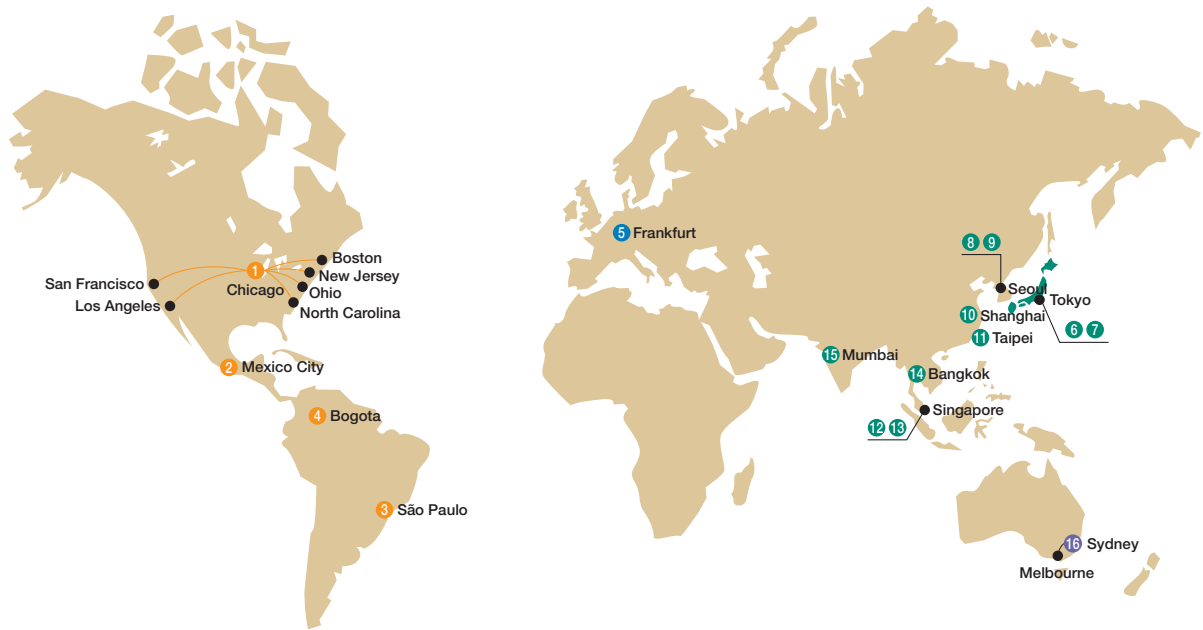 Boston
1
New Jersey
San Francisco
Chicago
Ohio
Los Angeles
North Carolina
2 Mexico City
4 Bogota
3 São Paulo
5 Frankfurt
8 9
Seoul
Tokyo
10 Shanghai
6 7
11 Taipei
15 Mumbai
14 Bangkok
Singapore
12 13
16 Sydney
Melbourne